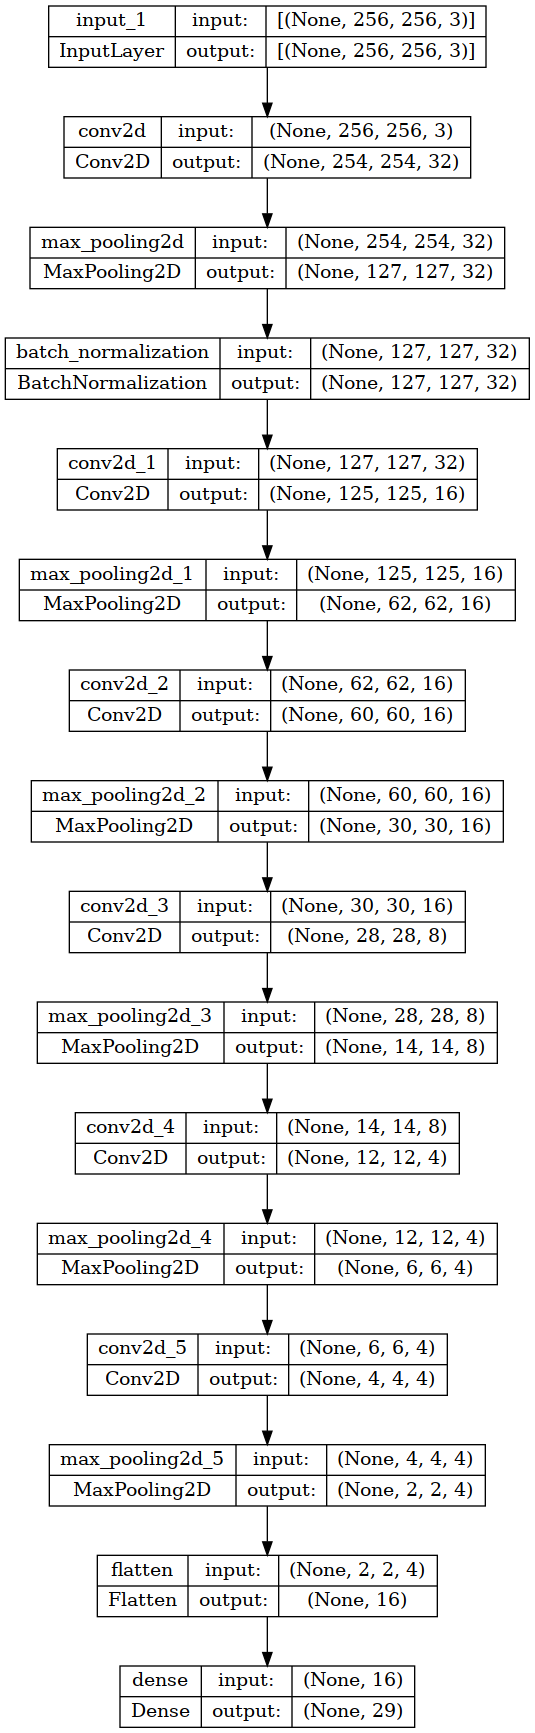 input_1 input: [(None, 256, 256, 3)]
InputLayer output: [(None, 256, 256, 3)]
conv2d input: (None, 256, 256, 3)
Conv2D output: (None, 254, 254, 32)
max_pooling2d input: (None, 254, 254, 32)
MaxPooling2D output: (None, 127, 127, 32)
batch_normalization input: (None, 127, 127, 32)
BatchNormalization output: (None, 127, 127, 32)
conv2d_1 input: (None, 127, 127, 32)
Conv2D output: (None, 125, 125, 16)
max_pooling2d_1 input: (None, 125, 125, 16)
MaxPooling2D output: (None, 62, 62, 16)
conv2d_2 input: (None, 62, 62, 16)
Conv2D output: (None, 60, 60, 16)
max_pooling2d_2 input: (None, 60, 60, 16)
MaxPooling2D output: (None, 30, 30, 16)
conv2d_3 input: (None, 30, 30, 16)
Conv2D output: (None, 28, 28, 8)
max_pooling2d_3 input: (None, 28, 28, 8)
MaxPooling2D output: (None, 14, 14, 8)
conv2d_4 input: (None, 14, 14, 8)
Conv2D output: (None, 12, 12, 4)
max_pooling2d_4 input: (None, 12, 12, 4)
MaxPooling2D output: (None, 6, 6, 4)
conv2d_5 input: (None, 6, 6, 4)
Conv2D output: (None, 4, 4, 4)
max_pooling2d_5 input: (None, 4, 4, 4)
MaxPooling2D output: (None, 2, 2, 4)
flatten input: (None, 2, 2, 4)
Flatten output: (None, 16)
dense input: (None, 16)
Dense output: (None, 29)